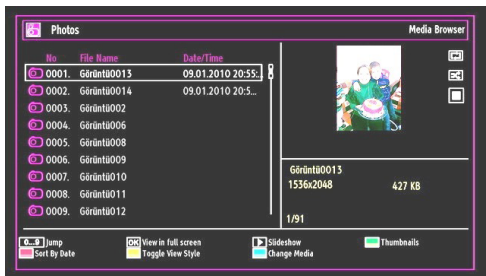 Photos Media Browser
No File Name Date/Time
0001. Görüntü0013 09.01.2010 20:55:..
0002. Görüntü0014 09.01.2010 20:5...
0003. Görüntü002
0004. Görüntü006
0005. Görüntü008
0006. Görüntü009
0007. Görüntü010
0008. Görüntü011
0009. Görüntü012
Görüntü0013
1536x2048 427 KB
1/91
0...9 Jump OK View in full screen Slideshow Thumbnails
Sort By Date Toggle View Style Change Media